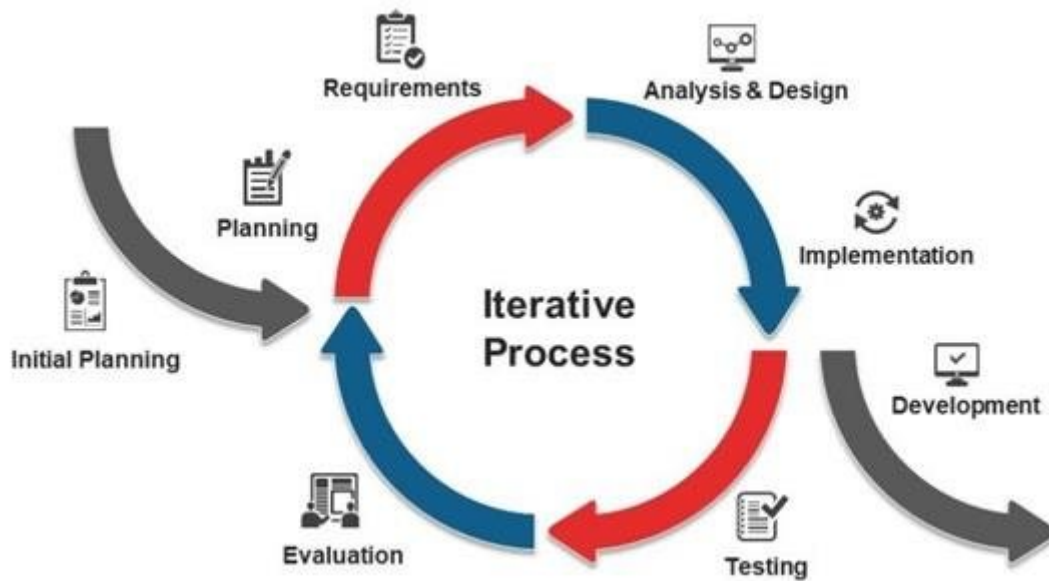 Requirements
Analysis & Design
Planning
Implementation
Iterative
Process
Initial Planning
Development
Evaluation
Testing